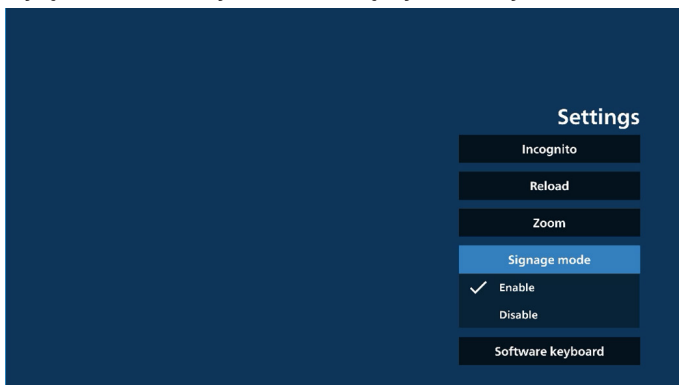 Settings
Incognito
Reload
Zoom
Signage mode
Enable
Disable
Software keyboard